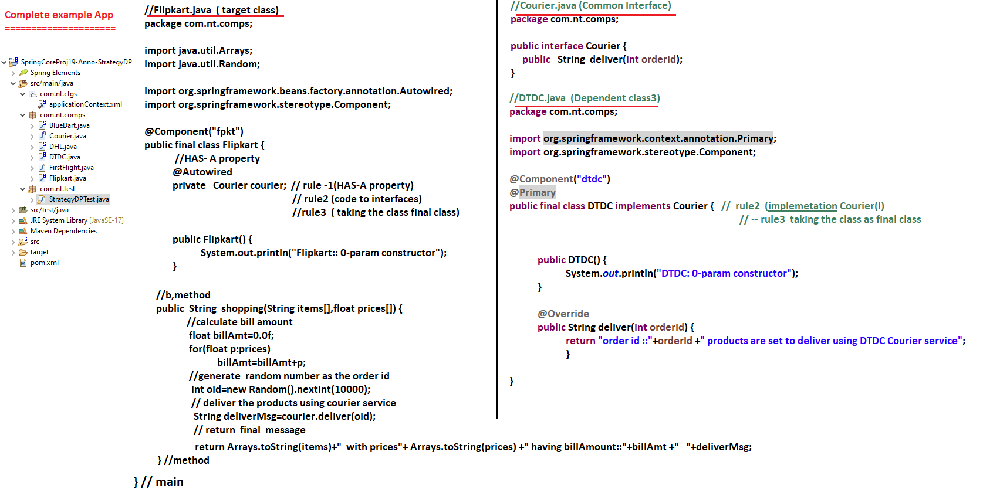 Complete example App
=====================
SpringCoreProj19-Anno-StrategyDP
Spring Elements
src/main/java
com.nt.cfgs
applicationContext.xml
com.nt.comps
BlueDart.java
Courier.java
DHL.java
DTDC.java
FirstFlight.java
Flipkart.java
com.nt.test
StrategyDPTest.java
src/test/java
JRE System Library [JavaSE-17]
Maven Dependencies
src
target
pom.xml
//Flipkart.java  ( target class)
package com.nt.comps;
import java.util.Arrays;
import java.util.Random;
import org.springframework.beans.factory.annotation.Autowired;
import org.springframework.stereotype.Component;
@Component("fpkt")
public final class Flipkart {
//HAS- A property
@Autowired
private   Courier courier;  // rule -1(HAS-A property)
// rule2 (code to interfaces)
//rule3  ( taking the class final class)
public Flipkart() {
System.out.println("Flipkart:: 0-param constructor");
}
//b,method
public  String  shopping(String items[],float prices[]) {
//calculate bill amount
float billAmt=0.0f;
for(float p:prices)
billAmt=billAmt+p;
//generate  random number as the order id
int oid=new Random().nextInt(10000);
// deliver the products using courier service
String deliverMsg=courier.deliver(oid);
// return  final  message
return Arrays.toString(items)+"  with prices"+ Arrays.toString(prices) +" having billAmount::"+billAmt +"   "+deliverMsg;
} //method
} // main
//Courier.java (Common Interface)
package com.nt.comps;
public interface Courier {
public   String  deliver(int orderId);
}
//DTDC.java  (Dependent class3)
package com.nt.comps;
import org.springframework.context.annotation.Primary;
import org.springframework.stereotype.Component;
@Component("dtdc")
@Primary
public final class DTDC implements Courier {   //  rule2  (implemetation Courier(I)
// -- rule3  taking the class as final class
public DTDC() {
System.out.println("DTDC: 0-param constructor");
}
@Override
public String deliver(int orderId) {
return "order id ::"+orderId +" products are set to deliver using DTDC Courier service";
}
}